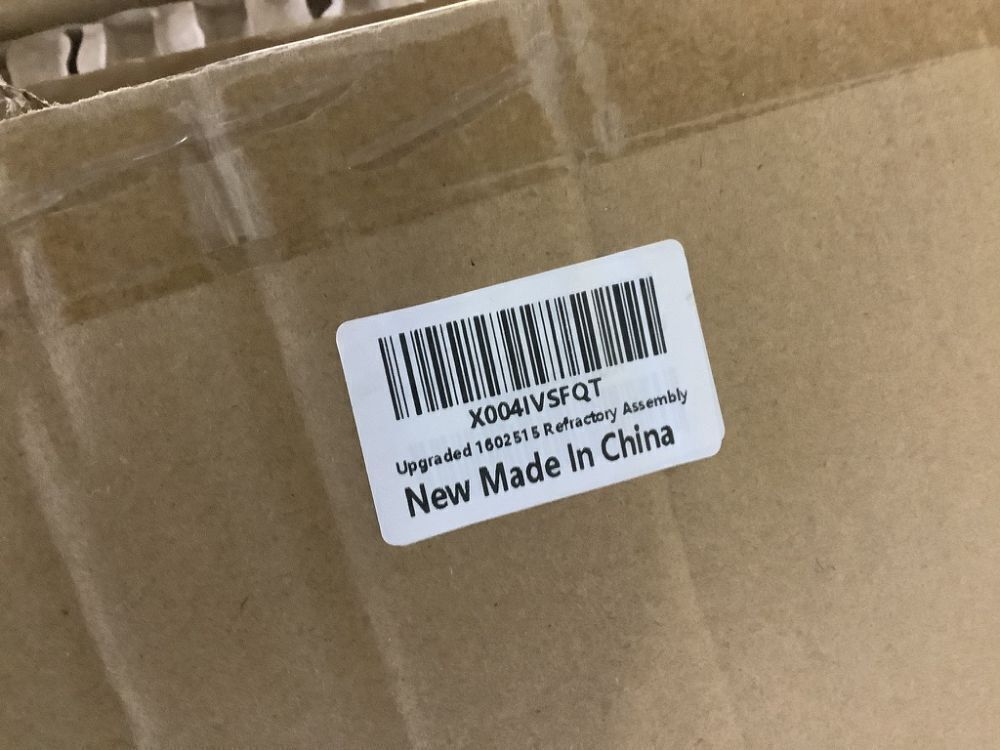 X004IVSFQT
Upgraded 1602515 Refractory Assembly
New Made In China